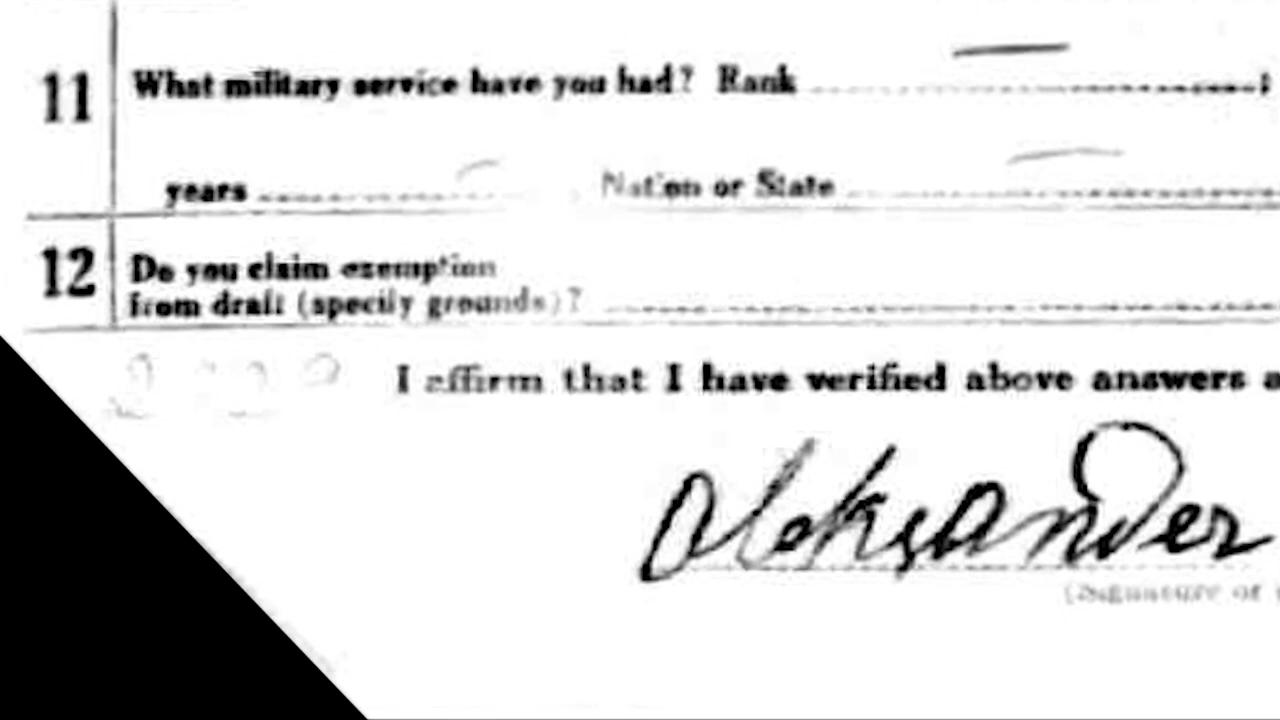 11 What military service have you had? Rank ;
years Nation or State
12 Do you claim exemption
from draft (specify grounds)?
I affirm that I have verified above answers a
Aleksander
(Signature of